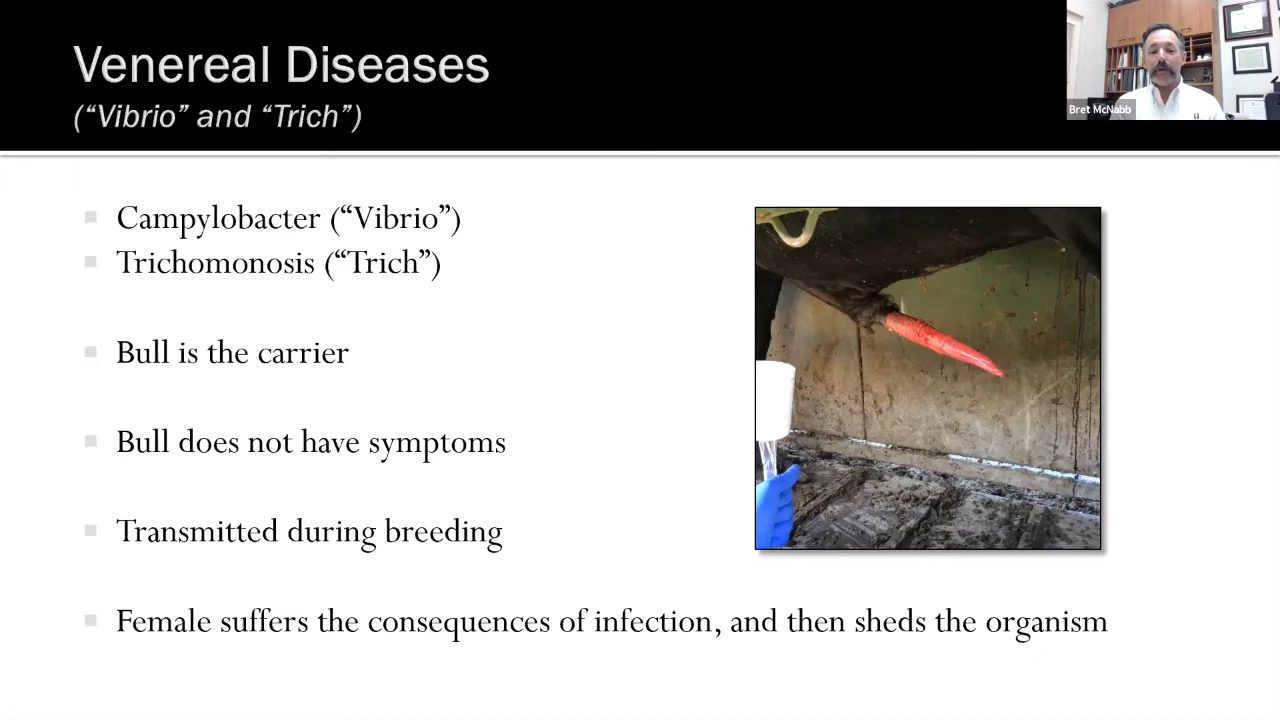 Venereal Diseases
(“Vibrio” and “Trich”)
Bret McNabb
Campylobacter (“Vibrio”)
Trichomonosis (“Trich”)
Bull is the carrier
Bull does not have symptoms
Transmitted during breeding
Female suffers the consequences of infection, and then sheds the organism